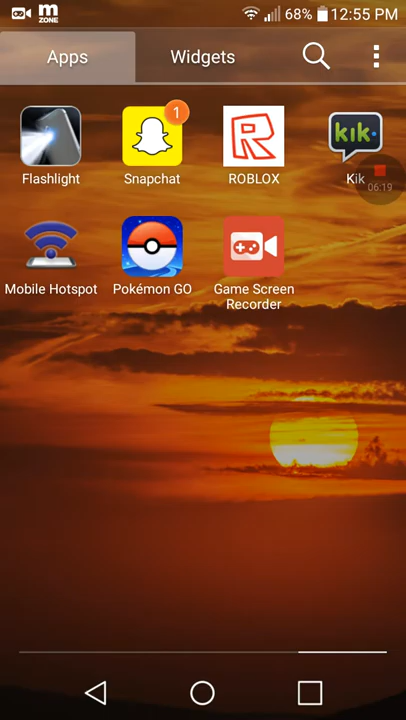 m
ZONE
68%
12:55 PM
Apps
Widgets
1
kik
Flashlight
Snapchat
ROBLOX
Kik
06:19
Mobile Hotspot
Pokémon GO
Game Screen
Recorder